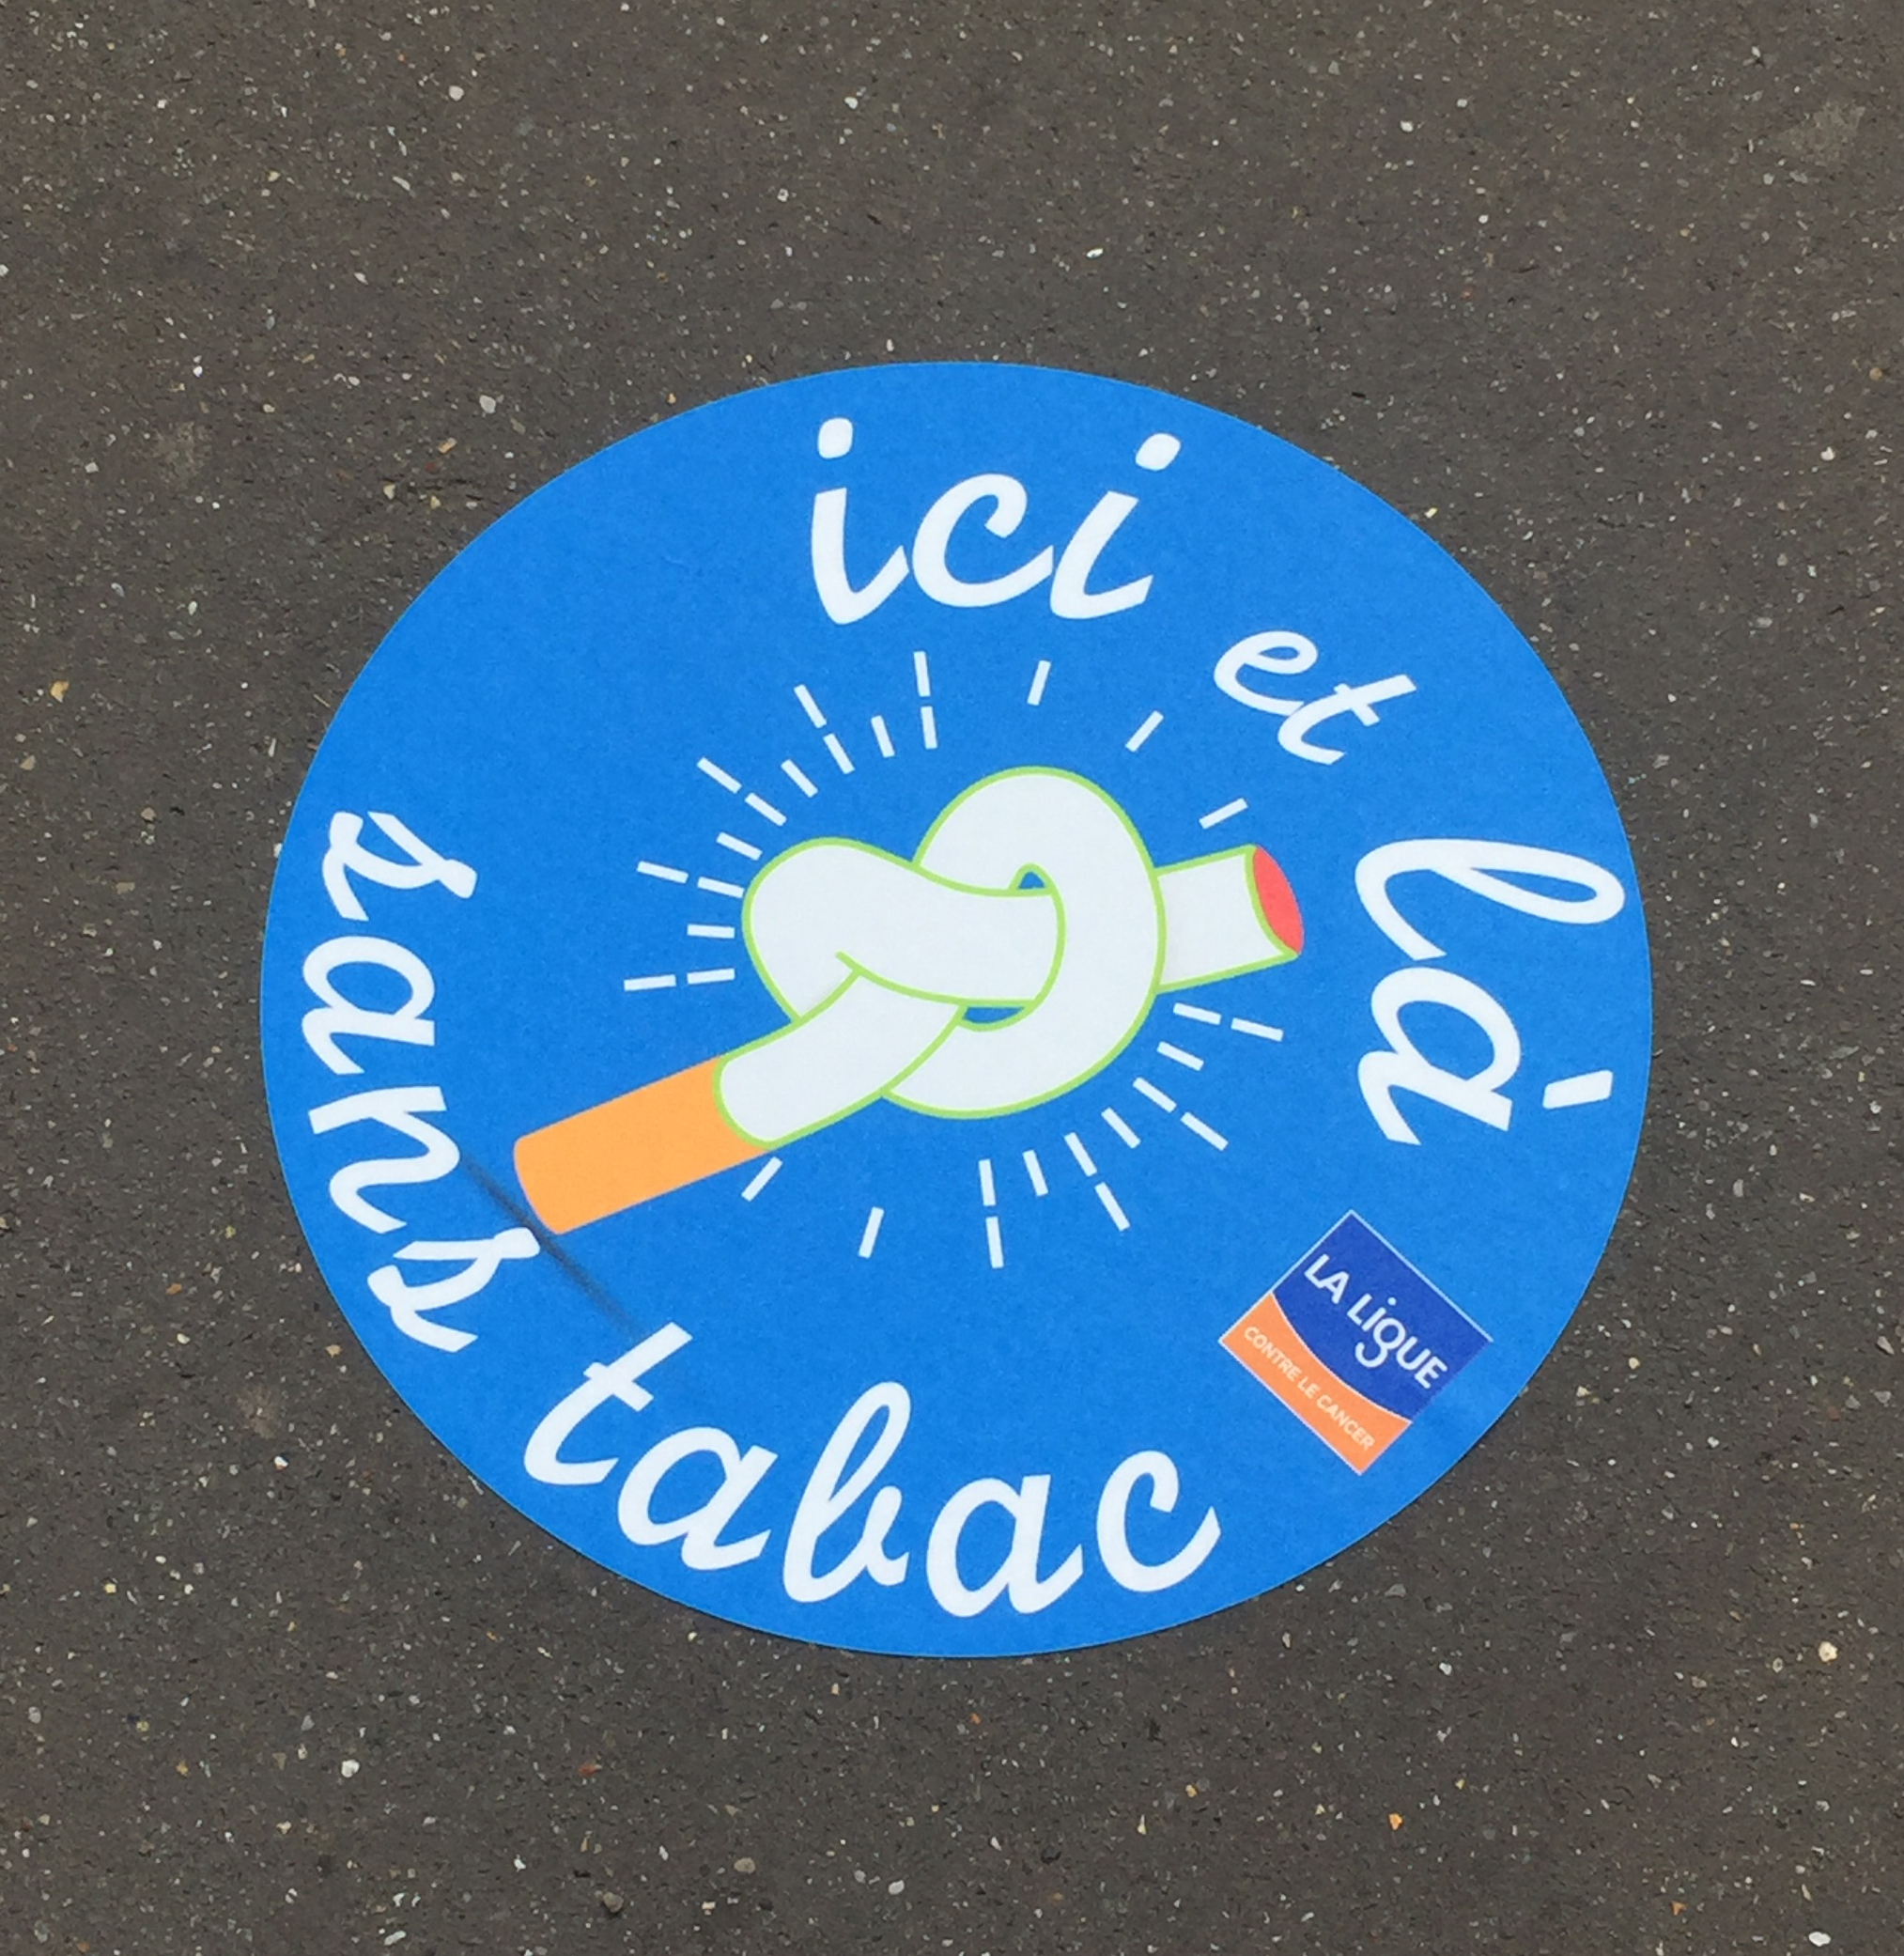 ici et là
sans tabac
LA LiGUE
CONTRE LE CANCER